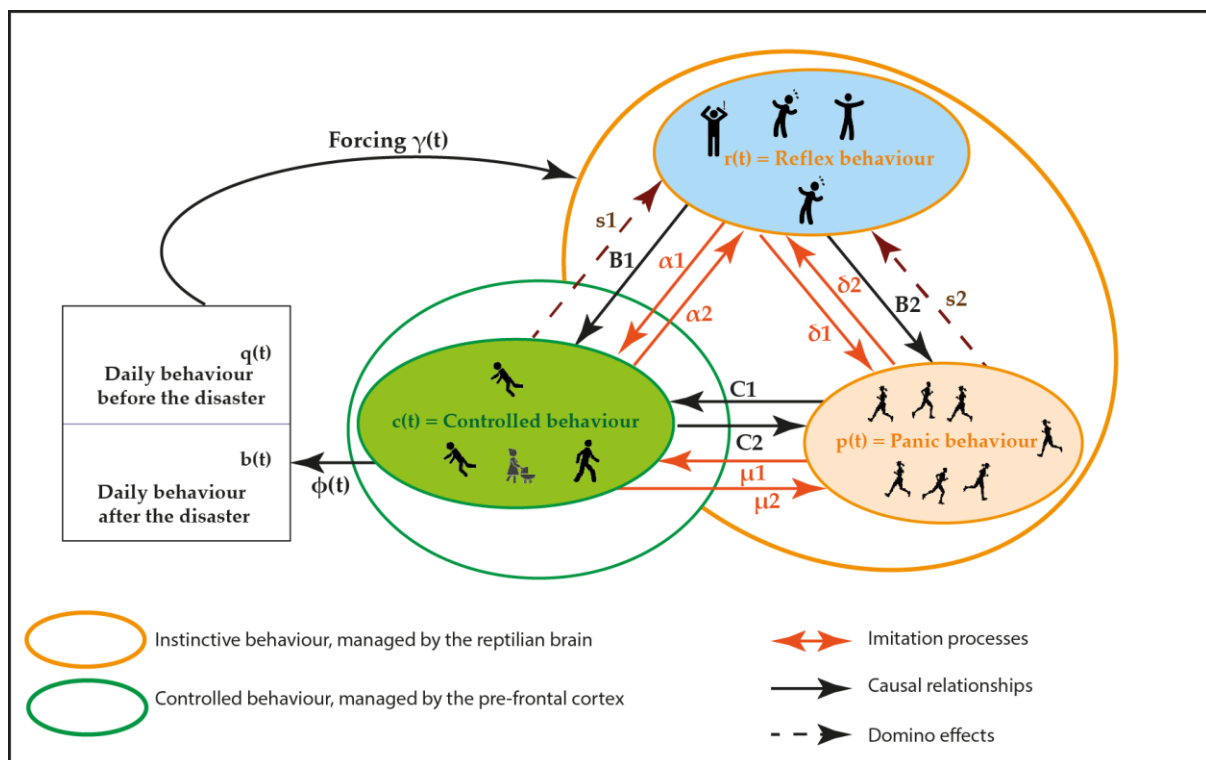 Forcing γ(t)
r(t) = Reflex behaviour
s1
B1
α1
α2
δ2
δ1
B2
s2
q(t)
Daily behaviour
before the disaster
b(t)
Daily behaviour
after the disaster
ϕ(t)
c(t) = Controlled behaviour
C1
C2
μ1
μ2
p(t) = Panic behaviour
Instinctive behaviour, managed by the reptilian brain
Controlled behaviour, managed by the pre-frontal cortex
Imitation processes
Causal relationships
Domino effects